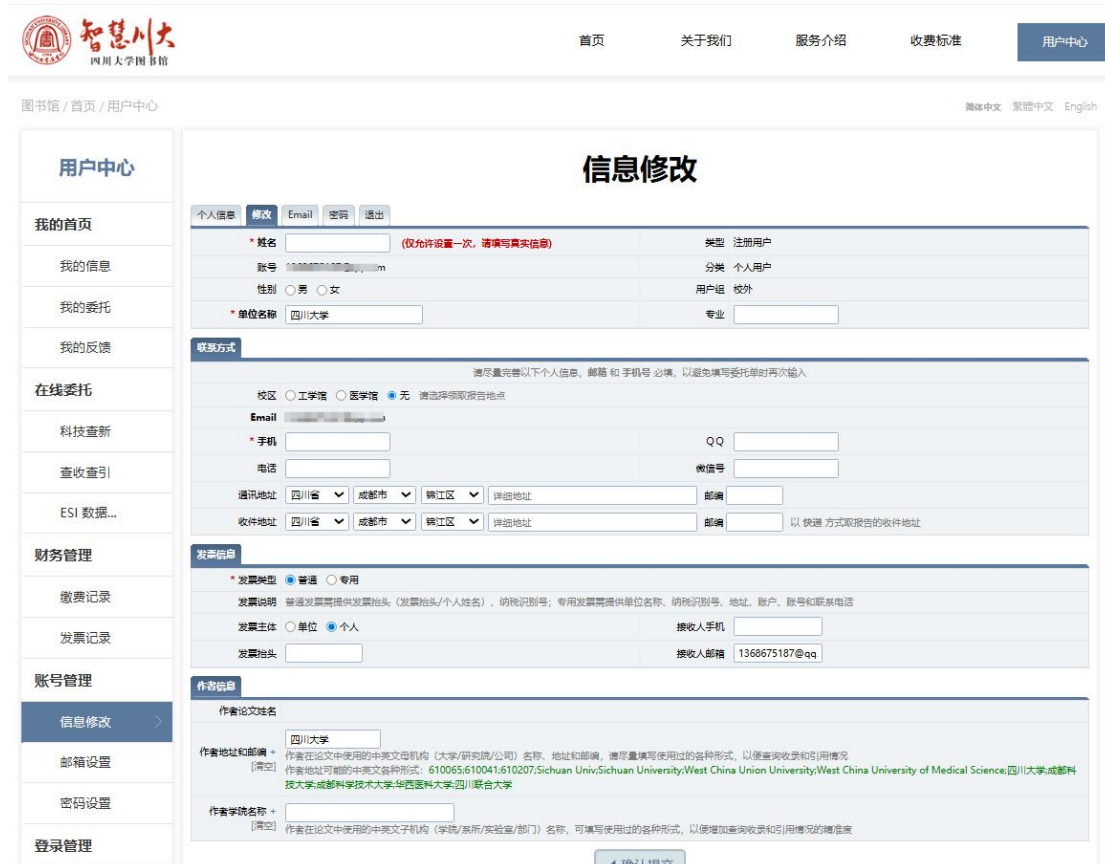 智慧川大
四川大学图书馆
首页 关于我们 服务介绍 收费标准 用户中心
图书馆 / 首页 / 用户中心
简体中文 繁體中文 English
用户中心
我的首页
我的信息
我的委托
我的反馈
在线委托
科技查新
查收查引
ESI 数据...
财务管理
缴费记录
发票记录
账号管理
信息修改
邮箱设置
密码设置
登录管理
信息修改
个人信息 修改 Email 密码 退出
* 姓名 (仅允许设置一次，请填写真实信息) 类型 注册用户
账号 m 分类 个人用户
性别 男 女 用户组 校外
* 单位名称 四川大学 专业
联系方式
请尽量完善以下个人信息，邮箱 和 手机号 必填，以避免填写委托单时再次输入
校区 工学馆 医学馆 无 请选择领取报告地点
Email
* 手机 QQ
电话 微信号
通讯地址 四川省 成都市 锦江区 详细地址 邮编
收件地址 四川省 成都市 锦江区 详细地址 邮编 以 快递 方式取报告的收件地址
发票信息
* 发票类型 普通 专用
发票说明 普通发票需提供发票抬头（发票抬头/个人姓名）、纳税识别号；专用发票需提供单位名称、纳税识别号、地址、账户、账号和联系电话
发票主体 单位 个人 接收人手机
发票抬头 接收人邮箱 1368675187@qq.
作者信息
作者论文姓名
四川大学
作者地址和邮编 + 作者在论文中使用的中英文母机构（大学/研究院/公司）名称、地址和邮编，请尽量填写使用过的各种形式，以便查询收录和引用情况
[清空] 作者地址可能的中英文各种形式：610065;610041;610207;Sichuan Univ;Sichuan University;West China Union University;West China University of Medical Science;四川大学;成都科
技大学;成都科学技术大学;华西医科大学;四川联合大学
作者学院名称 +
[清空] 作者在论文中使用的中英文子机构（学院/系所/实验室/部门）名称，可填写使用过的各种形式，以便增加查询收录和引用情况的精准度
确认提交